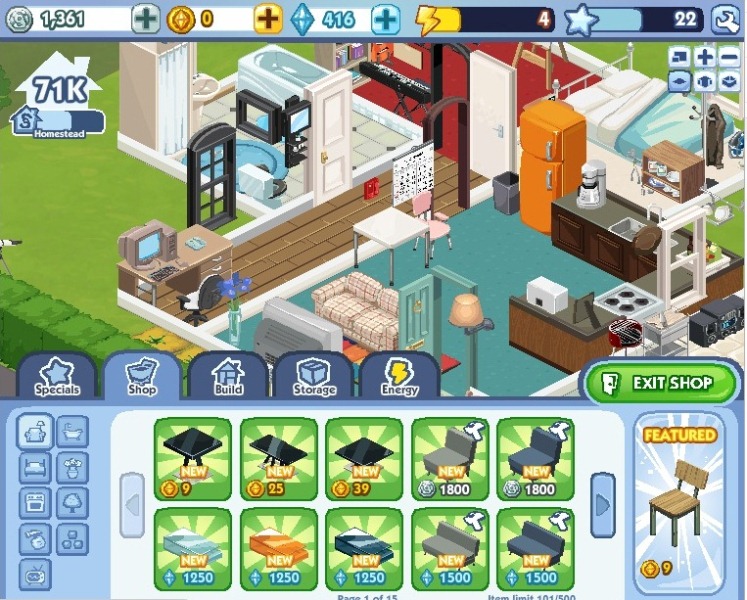 1,361
0
416
4
22
71K
Homestead
Specials
Shop
Build
Storage
Energy
EXIT SHOP
NEW
NEW
NEW
NEW
NEW
9
25
39
1800
1800
FEATURED
9
NEW
NEW
NEW
NEW
NEW
1250
1250
1250
1500
1500
Page 1 of 15
Item limit 101/500